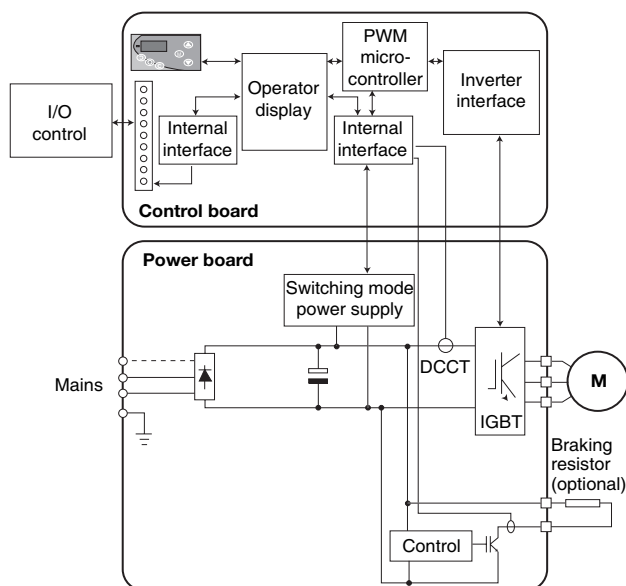 PWM
micro-
controller
Operator
display
Inverter
interface
I/O
control
Internal
interface
Internal
interface
Control board
Power board
Switching mode
power supply
Mains
DCCT
IGBT
M
Braking
resistor
(optional)
Control